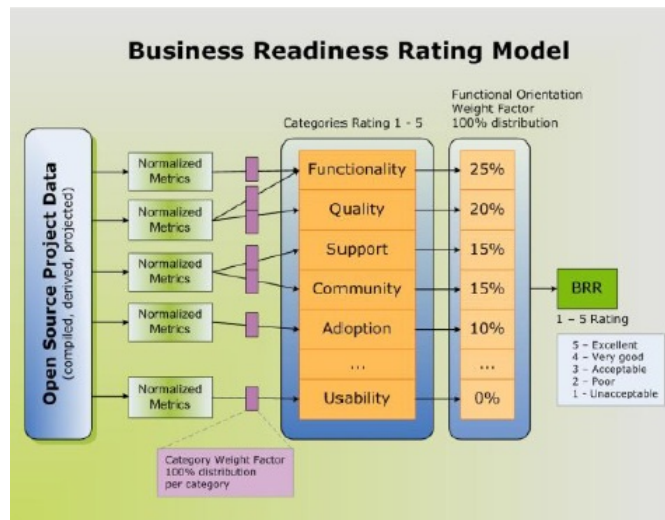 Business Readiness Rating Model
Open Source Project Data
(compiled, derived, projected)
Normalized
Metrics
Normalized
Metrics
Normalized
Metrics
Normalized
Metrics
Normalized
Metrics
Category Weight Factor
100% distribution
per category
Categories Rating 1 - 5
Functionality
Quality
Support
Community
Adoption
...
Usability
Functional Orientation
Weight Factor
100% distribution
25%
20%
15%
15%
10%
...
0%
BRR
1 – 5 Rating
5 – Excellent
4 – Very good
3 – Acceptable
2 – Poor
1 - Unacceptable